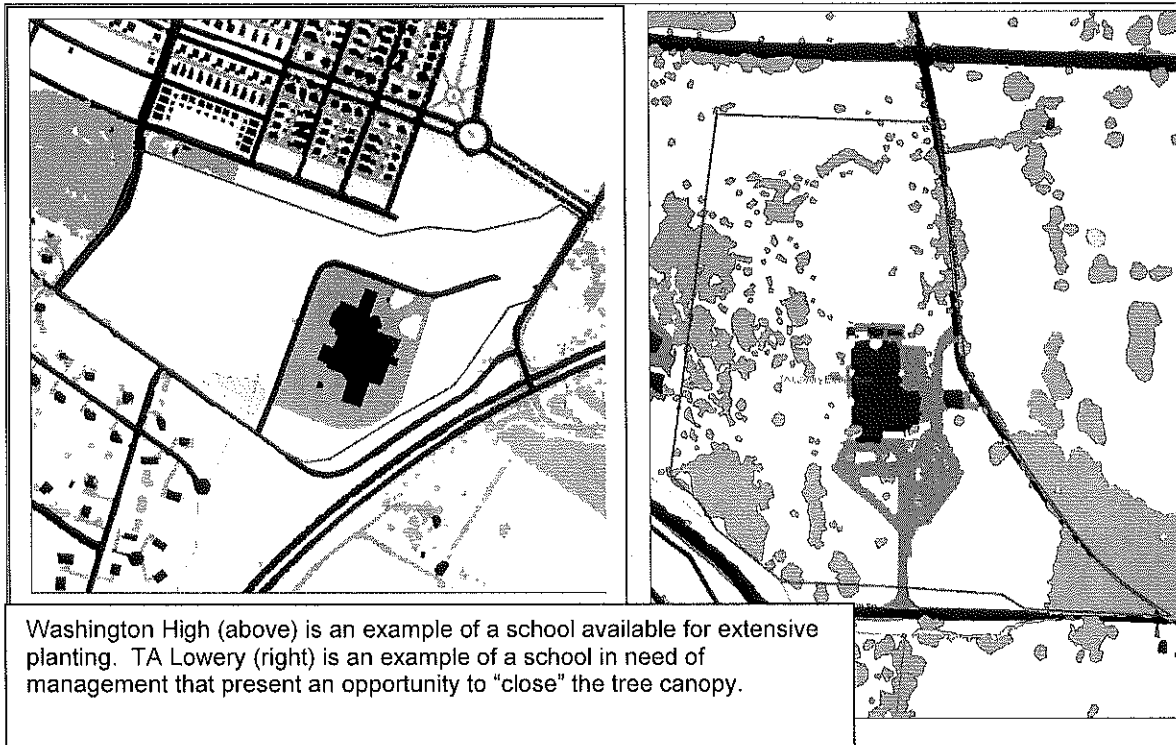 Washington High (above) is an example of a school available for extensive
planting. TA Lowery (right) is an example of a school in need of
management that present an opportunity to "close" the tree canopy.